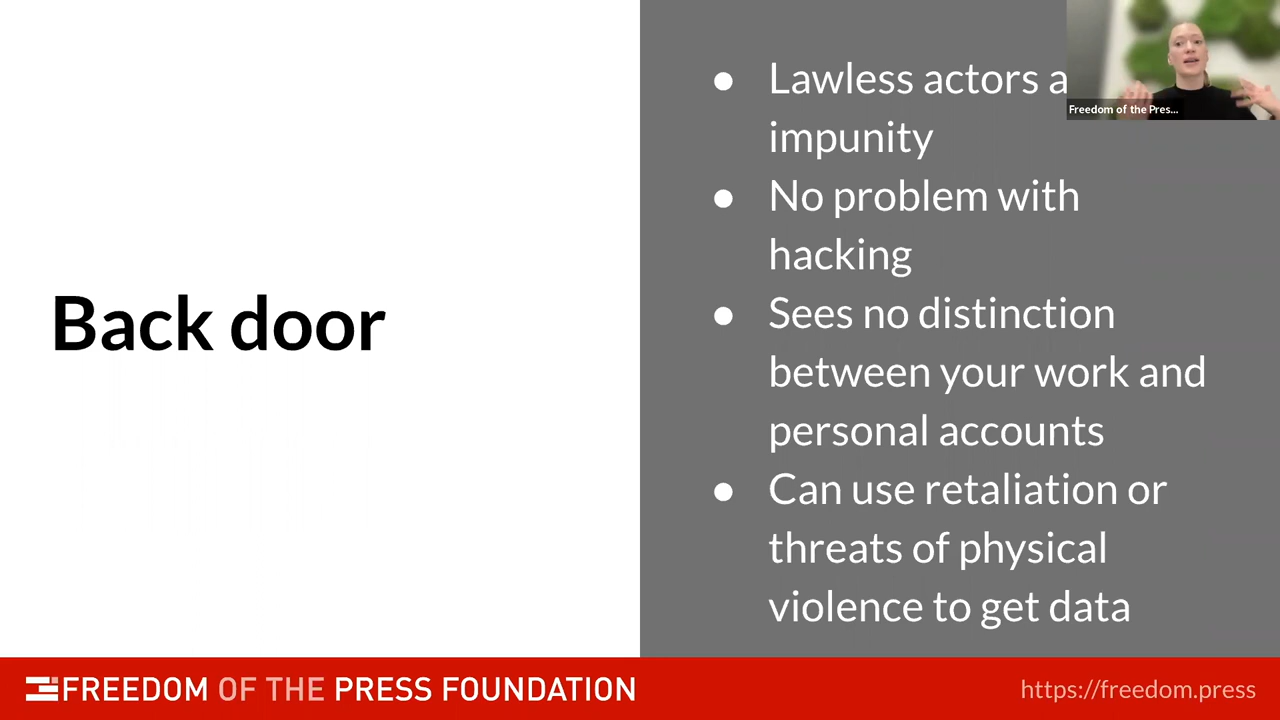 Back door
● Lawless actors a
impunity
● No problem with
hacking
● Sees no distinction
between your work and
personal accounts
● Can use retaliation or
threats of physical
violence to get data
Freedom of the Pres...
FREEDOM OF THE PRESS FOUNDATION
https://freedom.press